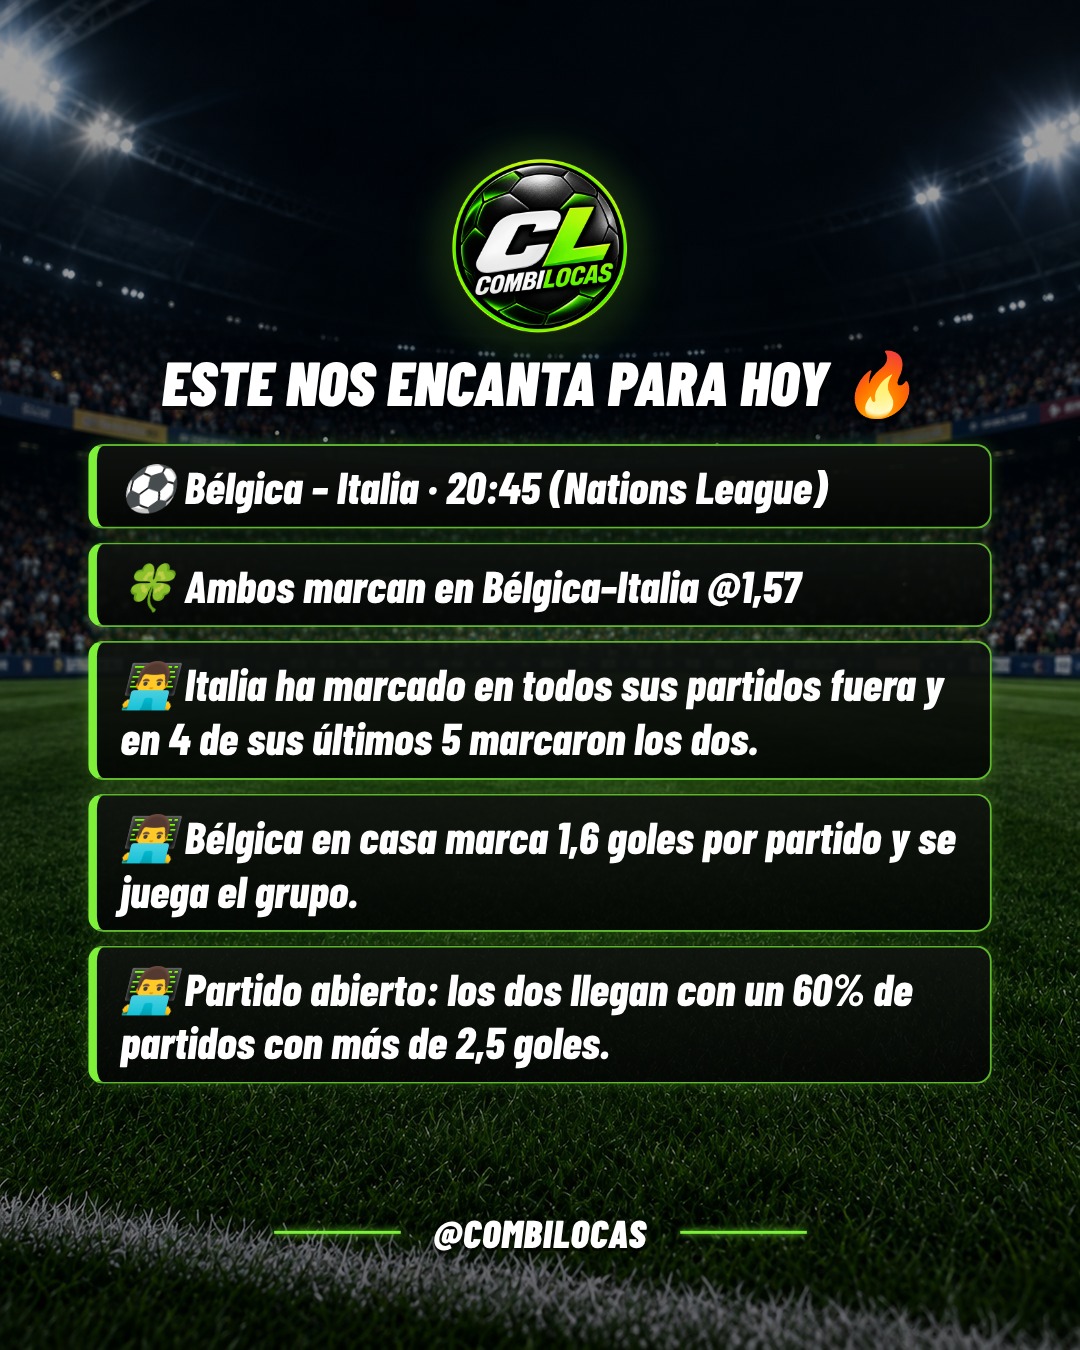 CL
COMBILOCAS
ESTE NOS ENCANTA PARA HOY 🔥
⚽ Bélgica - Italia · 20:45 (Nations League)
🍀 Ambos marcan en Bélgica-Italia @1,57
👨‍💻 Italia ha marcado en todos sus partidos fuera y
en 4 de sus últimos 5 marcaron los dos.
👨‍💻 Bélgica en casa marca 1,6 goles por partido y se
juega el grupo.
👨‍💻 Partido abierto: los dos llegan con un 60% de
partidos con más de 2,5 goles.
@COMBILOCAS